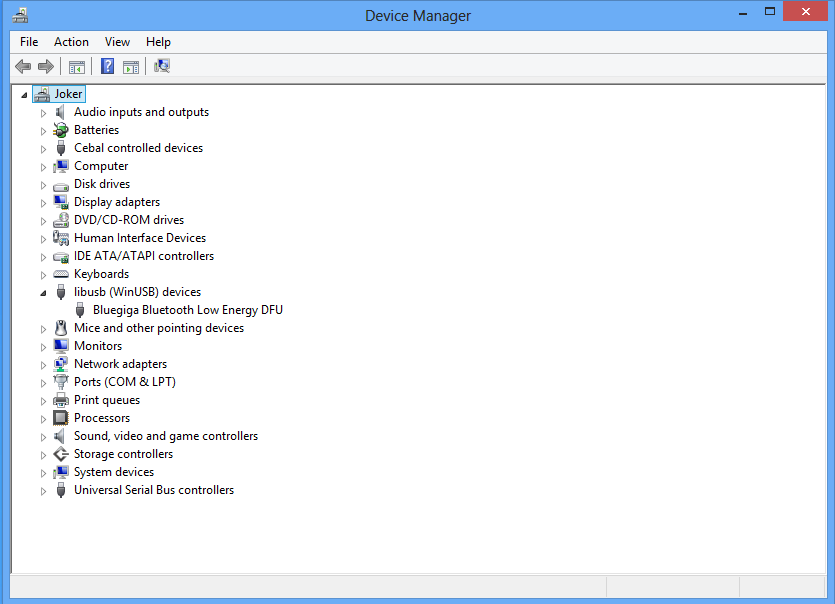 Device Manager
File Action View Help
Joker
Audio inputs and outputs
Batteries
Cebal controlled devices
Computer
Disk drives
Display adapters
DVD/CD-ROM drives
Human Interface Devices
IDE ATA/ATAPI controllers
Keyboards
libusb (WinUSB) devices
Bluegiga Bluetooth Low Energy DFU
Mice and other pointing devices
Monitors
Network adapters
Ports (COM & LPT)
Print queues
Processors
Sound, video and game controllers
Storage controllers
System devices
Universal Serial Bus controllers